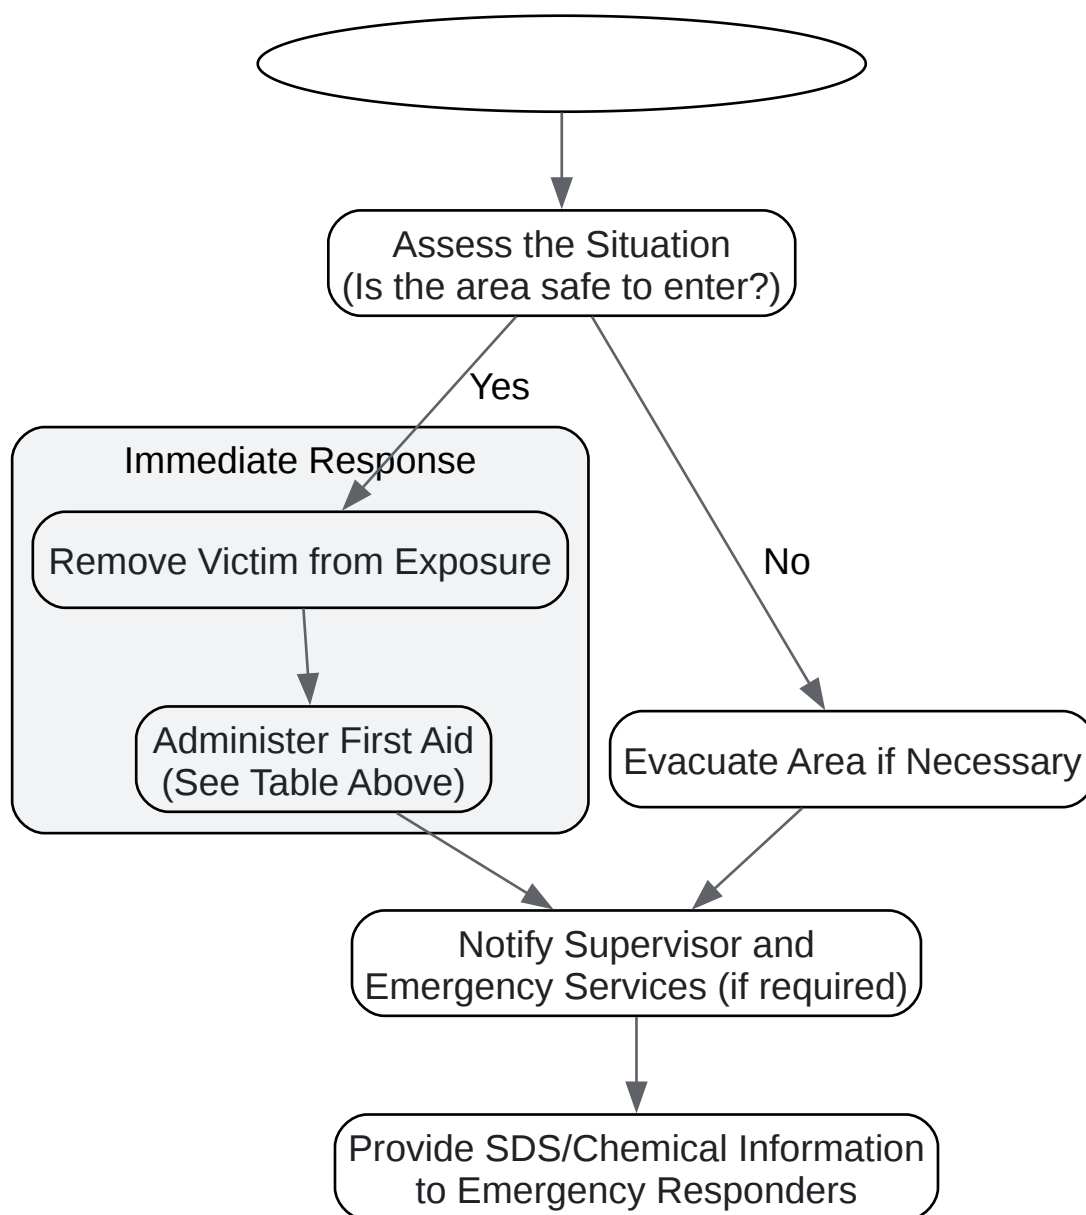 Assess the Situation
(Is the area safe to enter?)
Yes
Immediate Response
Remove Victim from Exposure
No
Administer First Aid
(See Table Above)
Evacuate Area if Necessary
Notify Supervisor and
Emergency Services (if required)
Provide SDS/Chemical Information
to Emergency Responders